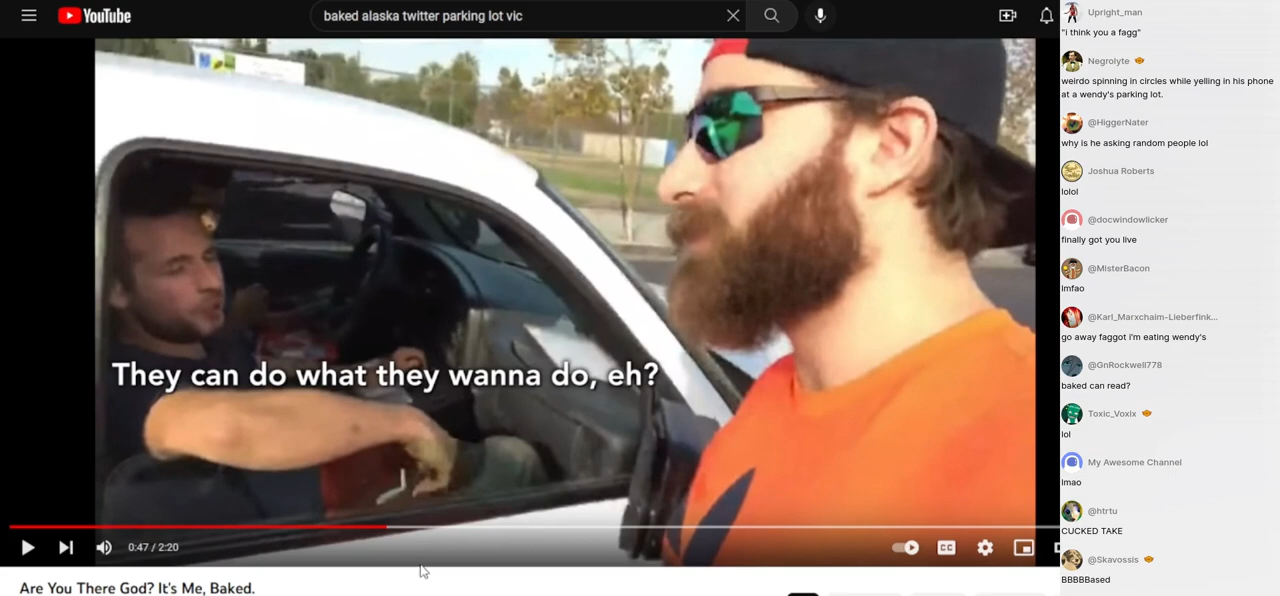 YouTube
baked alaska twitter parking lot vic
They can do what they wanna do, eh?
0:47 / 2:20
CC
Are You There God? It's Me, Baked.
Upright_man
"i think you a fagg"
Negrolyte
weirdo spinning in circles while yelling in his phone
at a wendy's parking lot.
@HiggerNater
why is he asking random people lol
Joshua Roberts
lolol
@docwindowlicker
finally got you live
@MisterBacon
lmfao
@Karl_Marxchaim-Lieberfink...
go away faggot i'm eating wendy's
@GnRockwell778
baked can read?
Toxic_Voxix
lol
My Awesome Channel
lmao
@htrtu
CUCKED TAKE
@Skavossis
BBBBBased